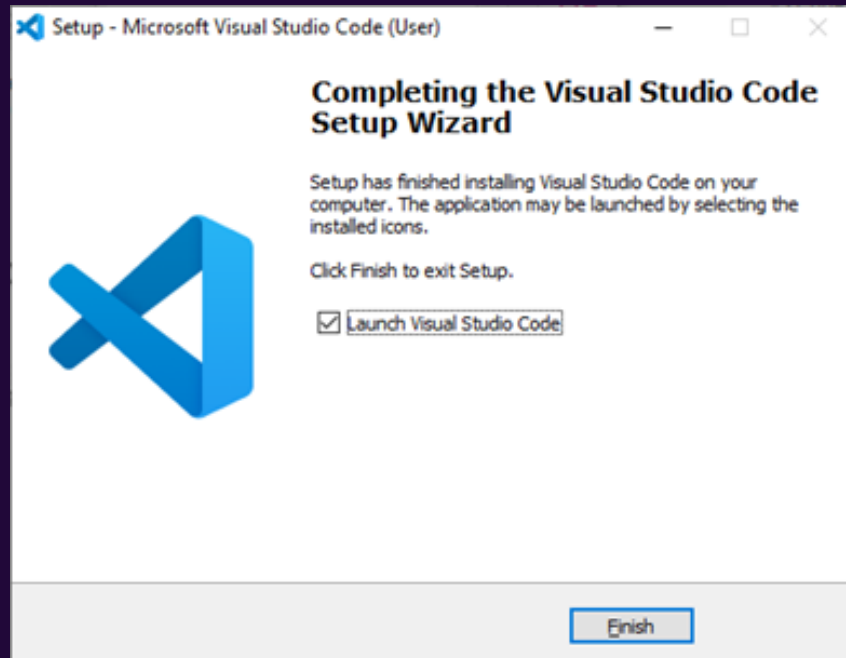 Setup - Microsoft Visual Studio Code (User)
Completing the Visual Studio Code
Setup Wizard
Setup has finished installing Visual Studio Code on your
computer. The application may be launched by selecting the
installed icons.
Click Finish to exit Setup.
Launch Visual Studio Code
Finish